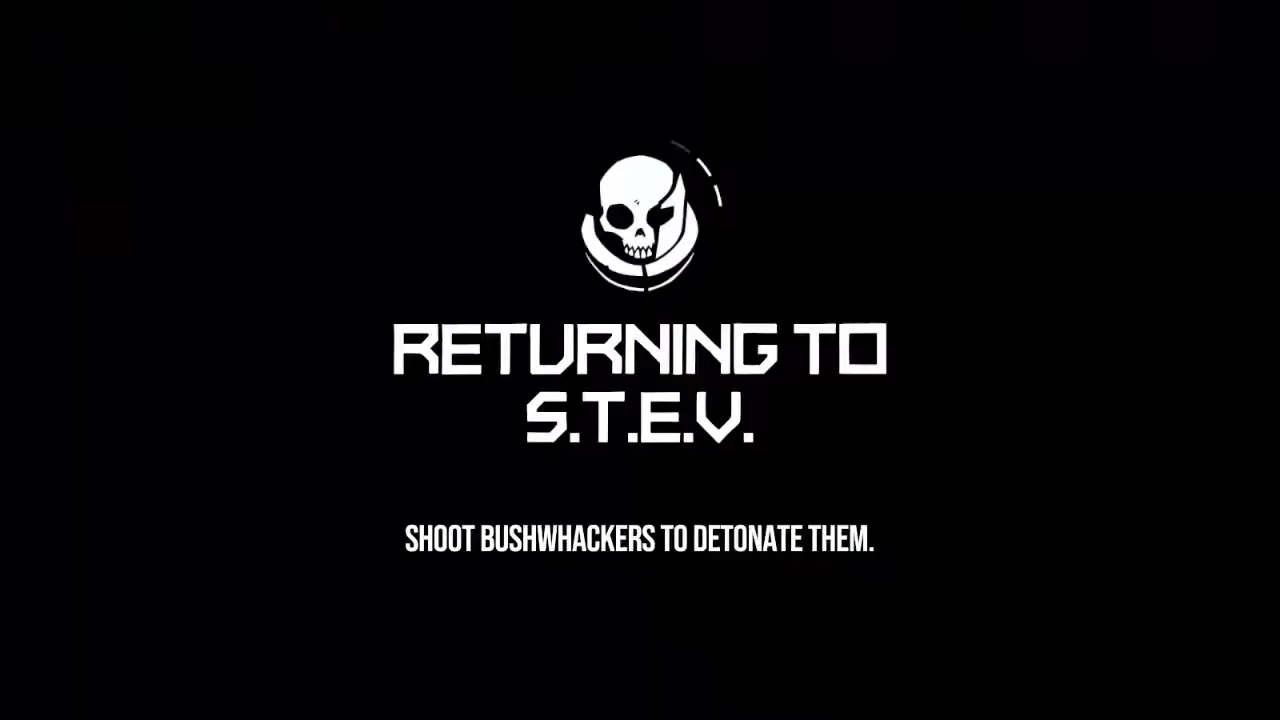 RETURNING TO
S.T.E.V.
SHOOT BUSHWHACKERS TO DETONATE THEM.